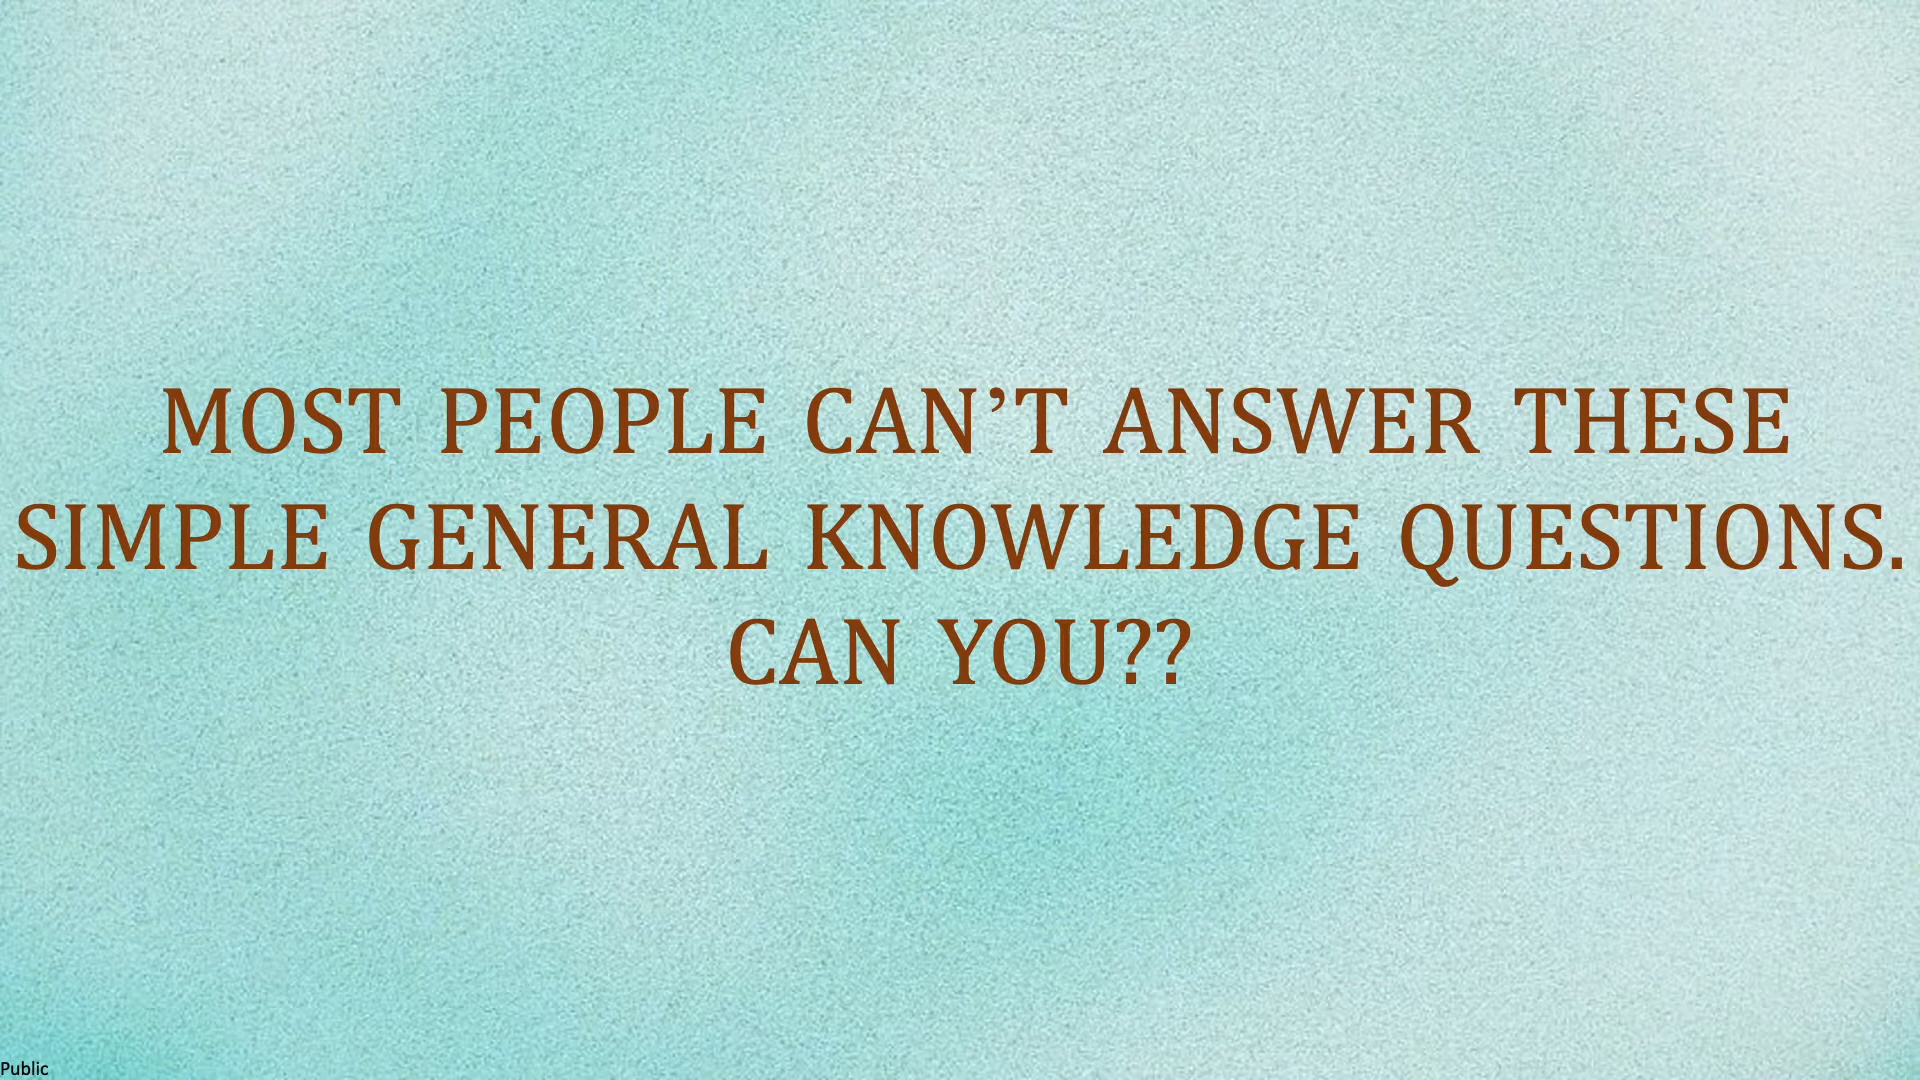 MOST PEOPLE CAN’T ANSWER THESE
SIMPLE GENERAL KNOWLEDGE QUESTIONS.
CAN YOU??
Public